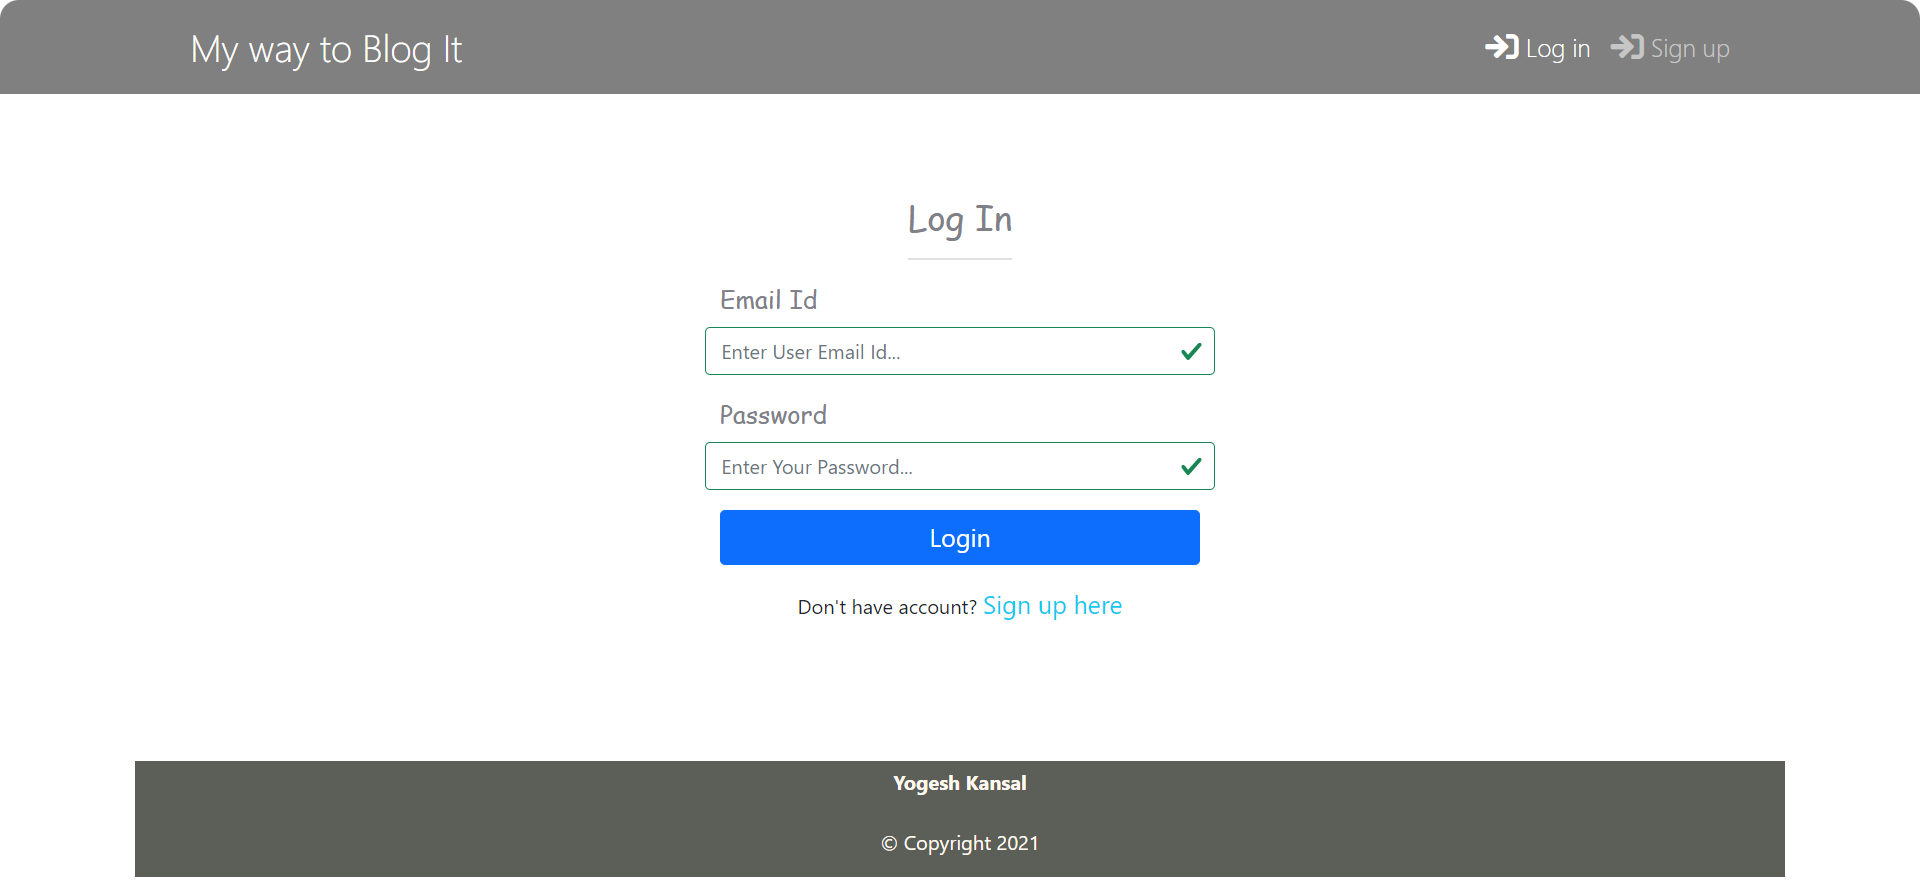 My way to Blog It
Log in
Sign up
Log In
Email Id
Enter User Email Id...
Password
Enter Your Password...
Login
Don't have account? Sign up here
Yogesh Kansal
© Copyright 2021